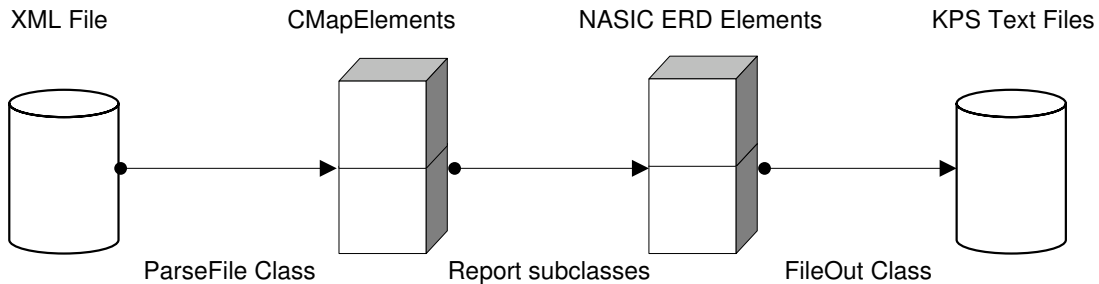 XML File
CMapElements
NASIC ERD Elements
KPS Text Files
ParseFile Class
Report subclasses
FileOut Class